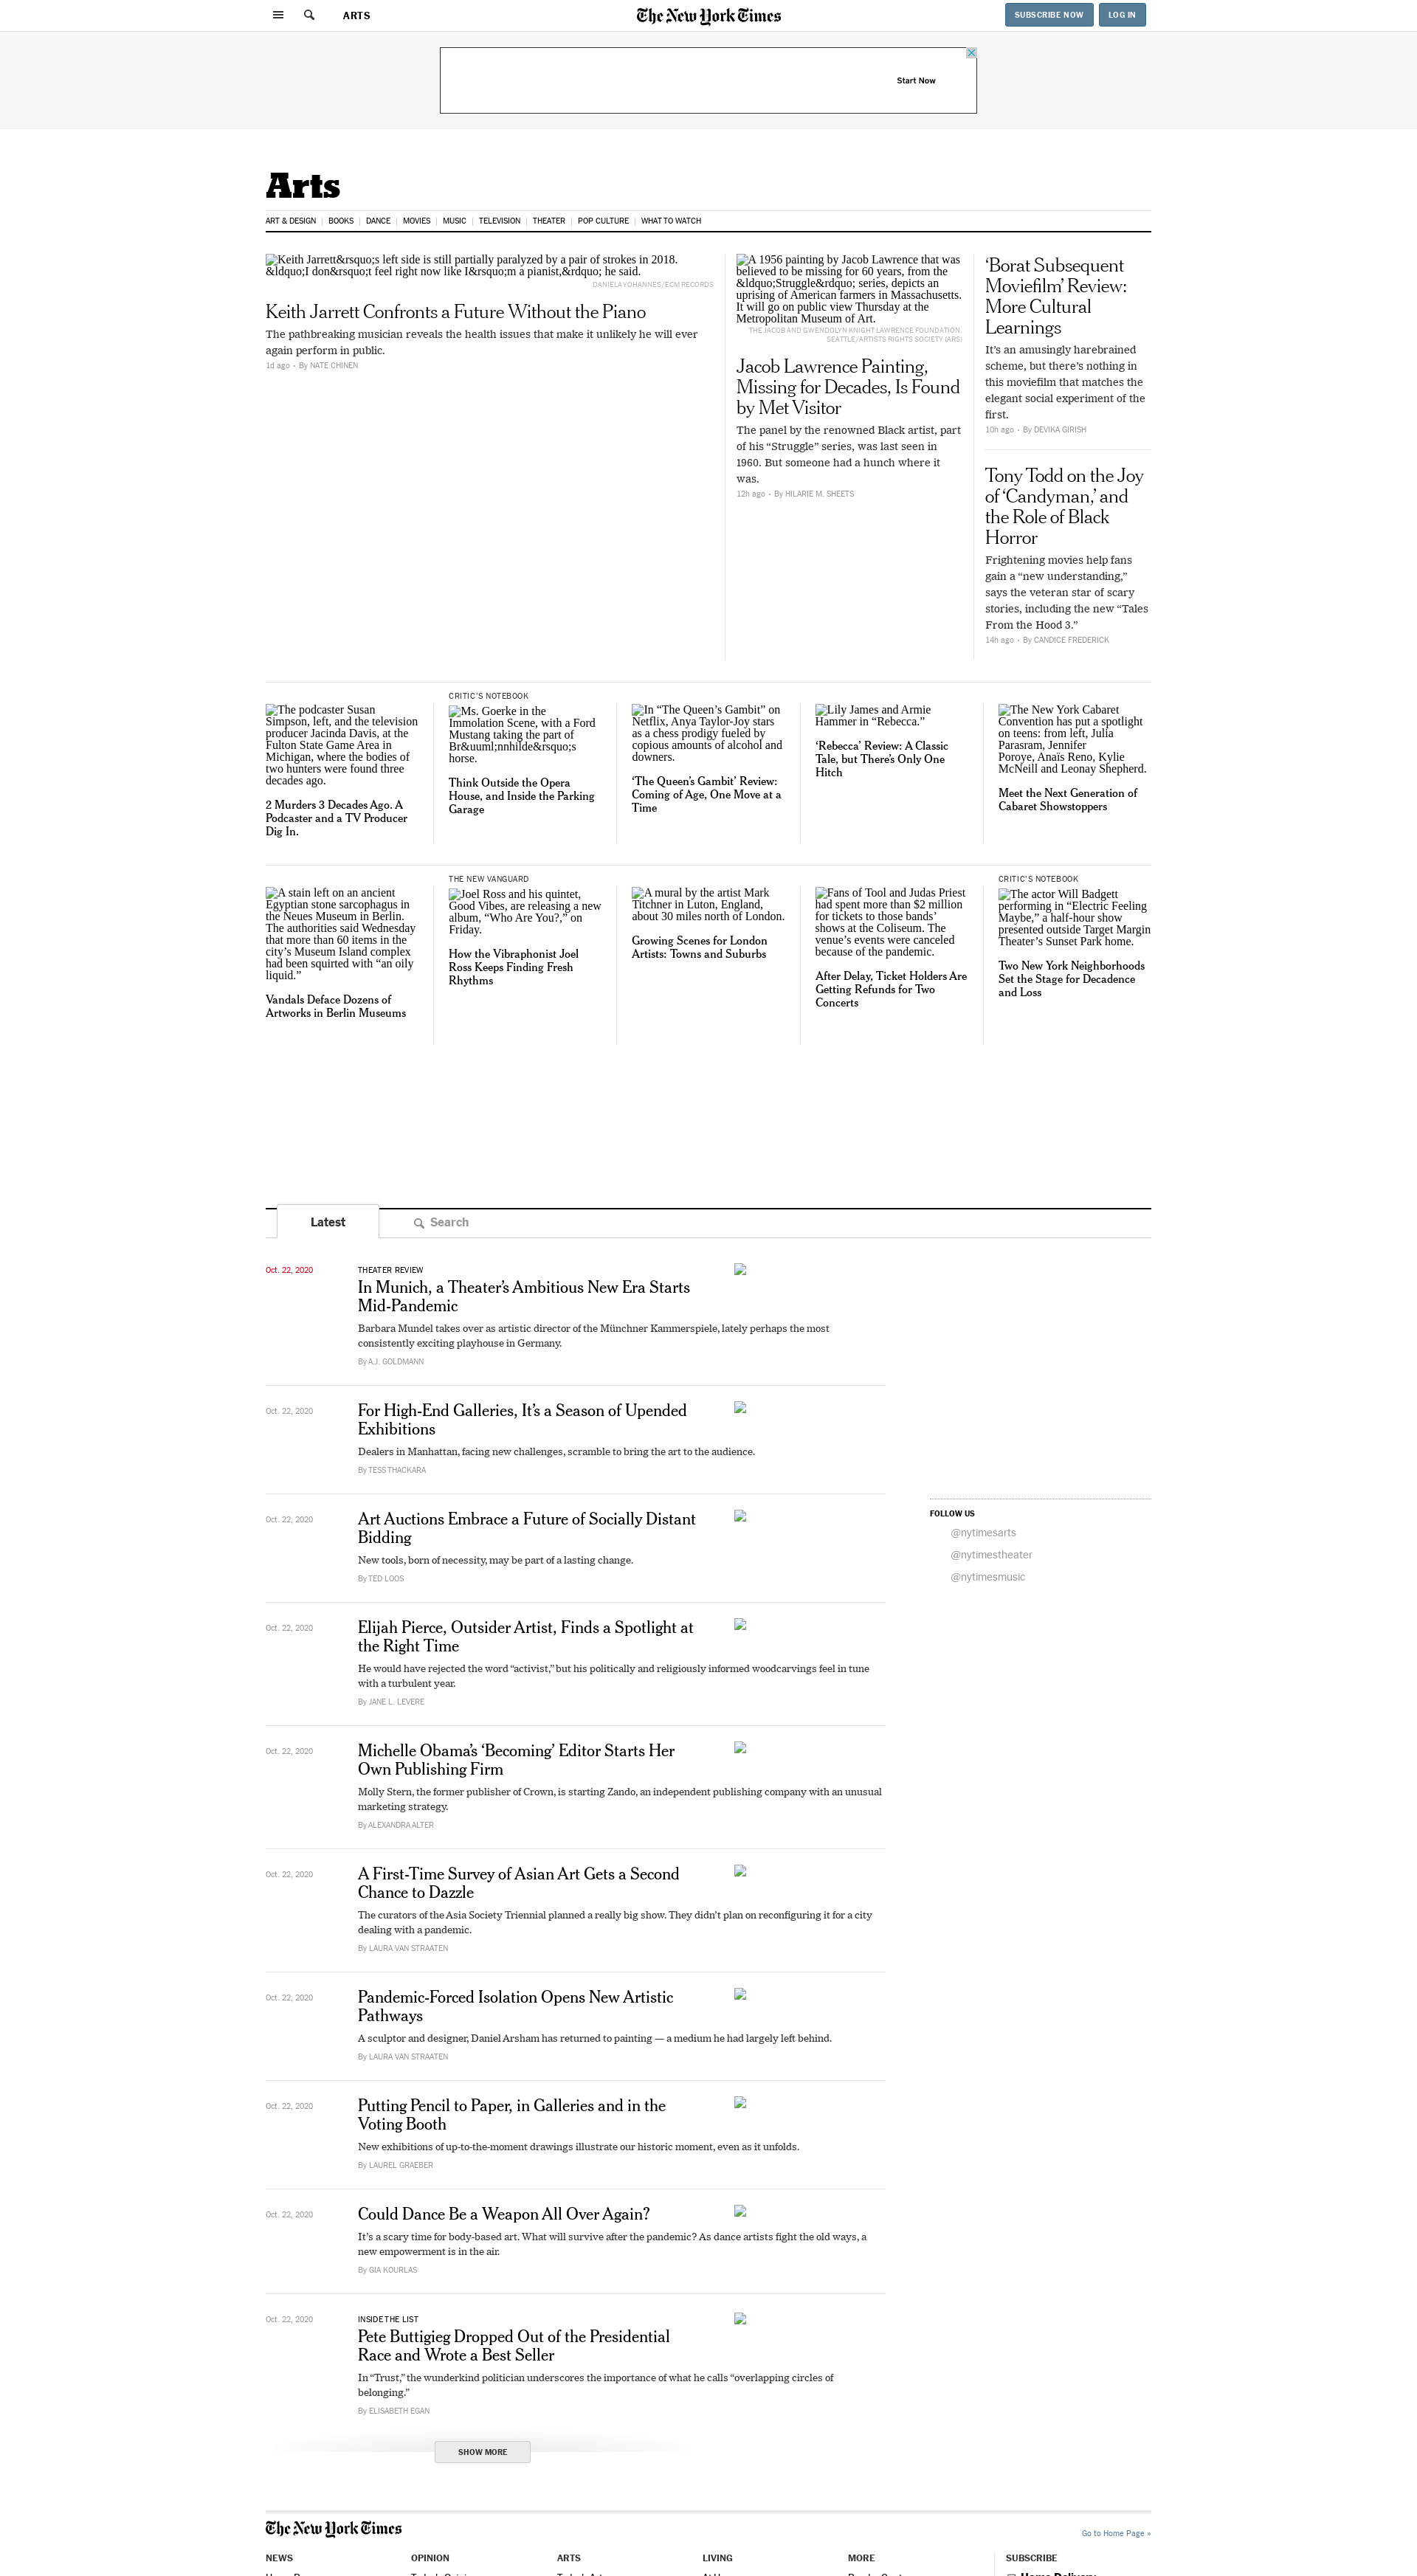 ARTS
The New York Times
SUBSCRIBE NOW
LOG IN
Start Now
Arts
ART & DESIGN
BOOKS
DANCE
MOVIES
MUSIC
TELEVISION
THEATER
POP CULTURE
WHAT TO WATCH
Keith Jarrett&rsquo;s left side is still partially paralyzed by a pair of strokes in 2018.
&ldquo;I don&rsquo;t feel right now like I&rsquo;m a pianist,&rdquo; he said.
DANIELA YOHANNES/ECM RECORDS
Keith Jarrett Confronts a Future Without the Piano
The pathbreaking musician reveals the health issues that make it unlikely he will ever
again perform in public.
1d ago • By NATE CHINEN
A 1956 painting by Jacob Lawrence that was
believed to be missing for 60 years, from the
&ldquo;Struggle&rdquo; series, depicts an
uprising of American farmers in Massachusetts.
It will go on public view Thursday at the
Metropolitan Museum of Art.
THE JACOB AND GWENDOLYN KNIGHT LAWRENCE FOUNDATION,
SEATTLE/ARTISTS RIGHTS SOCIETY (ARS)
Jacob Lawrence Painting,
Missing for Decades, Is Found
by Met Visitor
The panel by the renowned Black artist, part
of his “Struggle” series, was last seen in
1960. But someone had a hunch where it
was.
12h ago • By HILARIE M. SHEETS
‘Borat Subsequent
Moviefilm’ Review:
More Cultural
Learnings
It’s an amusingly harebrained
scheme, but there’s nothing in
this moviefilm that matches the
elegant social experiment of the
first.
10h ago • By DEVIKA GIRISH
Tony Todd on the Joy
of ‘Candyman,’ and
the Role of Black
Horror
Frightening movies help fans
gain a “new understanding,”
says the veteran star of scary
stories, including the new “Tales
From the Hood 3.”
14h ago • By CANDICE FREDERICK
The podcaster Susan
Simpson, left, and the television
producer Jacinda Davis, at the
Fulton State Game Area in
Michigan, where the bodies of
two hunters were found three
decades ago.
2 Murders 3 Decades Ago. A
Podcaster and a TV Producer
Dig In.
CRITIC’S NOTEBOOK
Ms. Goerke in the
Immolation Scene, with a Ford
Mustang taking the part of
Br&uuml;nnhilde&rsquo;s
horse.
Think Outside the Opera
House, and Inside the Parking
Garage
In “The Queen’s Gambit” on
Netflix, Anya Taylor-Joy stars
as a chess prodigy fueled by
copious amounts of alcohol and
downers.
‘The Queen’s Gambit’ Review:
Coming of Age, One Move at a
Time
Lily James and Armie
Hammer in “Rebecca.”
‘Rebecca’ Review: A Classic
Tale, but There’s Only One
Hitch
The New York Cabaret
Convention has put a spotlight
on teens: from left, Julia
Parasram, Jennifer
Poroye, Anaïs Reno, Kylie
McNeill and Leonay Shepherd.
Meet the Next Generation of
Cabaret Showstoppers
A stain left on an ancient
Egyptian stone sarcophagus in
the Neues Museum in Berlin.
The authorities said Wednesday
that more than 60 items in the
city’s Museum Island complex
had been squirted with “an oily
liquid.”
Vandals Deface Dozens of
Artworks in Berlin Museums
THE NEW VANGUARD
Joel Ross and his quintet,
Good Vibes, are releasing a new
album, “Who Are You?,” on
Friday.
How the Vibraphonist Joel
Ross Keeps Finding Fresh
Rhythms
A mural by the artist Mark
Titchner in Luton, England,
about 30 miles north of London.
Growing Scenes for London
Artists: Towns and Suburbs
Fans of Tool and Judas Priest
had spent more than $2 million
for tickets to those bands’
shows at the Coliseum. The
venue’s events were canceled
because of the pandemic.
After Delay, Ticket Holders Are
Getting Refunds for Two
Concerts
CRITIC’S NOTEBOOK
The actor Will Badgett
performing in “Electric Feeling
Maybe,” a half-hour show
presented outside Target Margin
Theater’s Sunset Park home.
Two New York Neighborhoods
Set the Stage for Decadence
and Loss
Latest
Search
Oct. 22, 2020
THEATER REVIEW
In Munich, a Theater’s Ambitious New Era Starts
Mid-Pandemic
Barbara Mundel takes over as artistic director of the Münchner Kammerspiele, lately perhaps the most
consistently exciting playhouse in Germany.
By A.J. GOLDMANN
Oct. 22, 2020
For High-End Galleries, It’s a Season of Upended
Exhibitions
Dealers in Manhattan, facing new challenges, scramble to bring the art to the audience.
By TESS THACKARA
Oct. 22, 2020
Art Auctions Embrace a Future of Socially Distant
Bidding
New tools, born of necessity, may be part of a lasting change.
By TED LOOS
FOLLOW US
@nytimesarts
@nytimestheater
@nytimesmusic
Oct. 22, 2020
Elijah Pierce, Outsider Artist, Finds a Spotlight at
the Right Time
He would have rejected the word “activist,” but his politically and religiously informed woodcarvings feel in tune
with a turbulent year.
By JANE L. LEVERE
Oct. 22, 2020
Michelle Obama’s ‘Becoming’ Editor Starts Her
Own Publishing Firm
Molly Stern, the former publisher of Crown, is starting Zando, an independent publishing company with an unusual
marketing strategy.
By ALEXANDRA ALTER
Oct. 22, 2020
A First-Time Survey of Asian Art Gets a Second
Chance to Dazzle
The curators of the Asia Society Triennial planned a really big show. They didn’t plan on reconfiguring it for a city
dealing with a pandemic.
By LAURA VAN STRAATEN
Oct. 22, 2020
Pandemic-Forced Isolation Opens New Artistic
Pathways
A sculptor and designer, Daniel Arsham has returned to painting — a medium he had largely left behind.
By LAURA VAN STRAATEN
Oct. 22, 2020
Putting Pencil to Paper, in Galleries and in the
Voting Booth
New exhibitions of up-to-the-moment drawings illustrate our historic moment, even as it unfolds.
By LAUREL GRAEBER
Oct. 22, 2020
Could Dance Be a Weapon All Over Again?
It’s a scary time for body-based art. What will survive after the pandemic? As dance artists fight the old ways, a
new empowerment is in the air.
By GIA KOURLAS
Oct. 22, 2020
INSIDE THE LIST
Pete Buttigieg Dropped Out of the Presidential
Race and Wrote a Best Seller
In “Trust,” the wunderkind politician underscores the importance of what he calls “overlapping circles of
belonging.”
By ELISABETH EGAN
SHOW MORE
The New York Times
Go to Home Page »
NEWS
OPINION
ARTS
LIVING
MORE
SUBSCRIBE